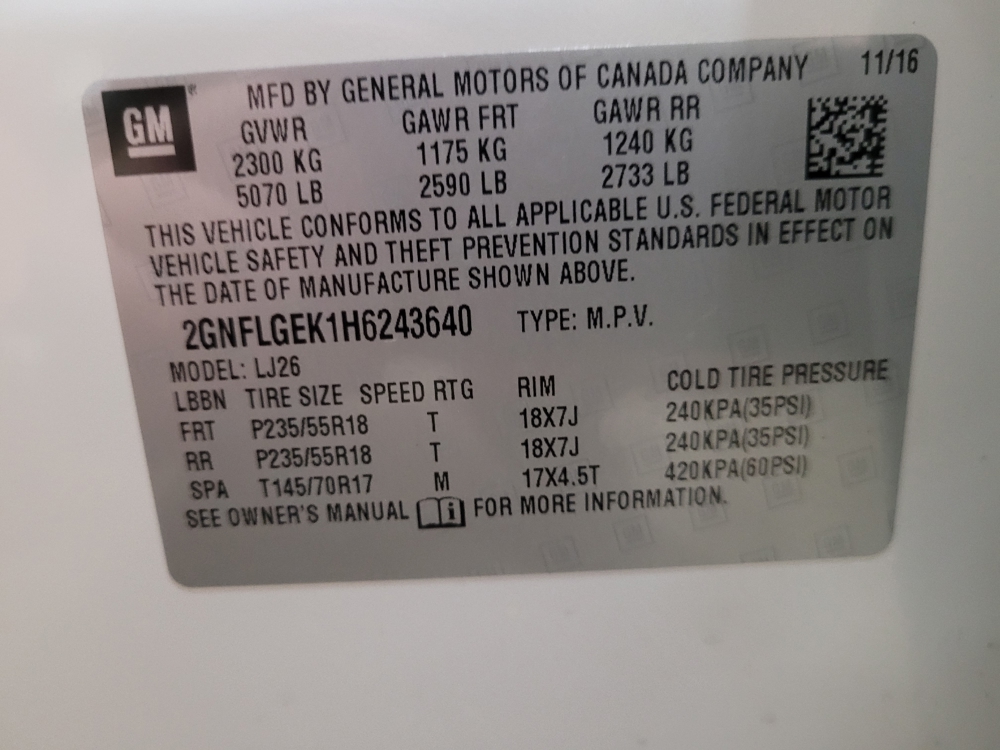 GM
MFD BY GENERAL MOTORS OF CANADA COMPANY 11/16
GVWR GAWR FRT GAWR RR
2300 KG 1175 KG 1240 KG
5070 LB 2590 LB 2733 LB
THIS VEHICLE CONFORMS TO ALL APPLICABLE U.S. FEDERAL MOTOR
VEHICLE SAFETY AND THEFT PREVENTION STANDARDS IN EFFECT ON
THE DATE OF MANUFACTURE SHOWN ABOVE.
2GNFLGEK1H6243640 TYPE: M.P.V.
MODEL: LJ26
LBBN TIRE SIZE SPEED RTG RIM COLD TIRE PRESSURE
FRT P235/55R18 T 18X7J 240KPA(35PSI)
RR P235/55R18 T 18X7J 240KPA(35PSI)
SPA T145/70R17 M 17X4.5T 420KPA(60PSI)
SEE OWNER'S MANUAL i FOR MORE INFORMATION.